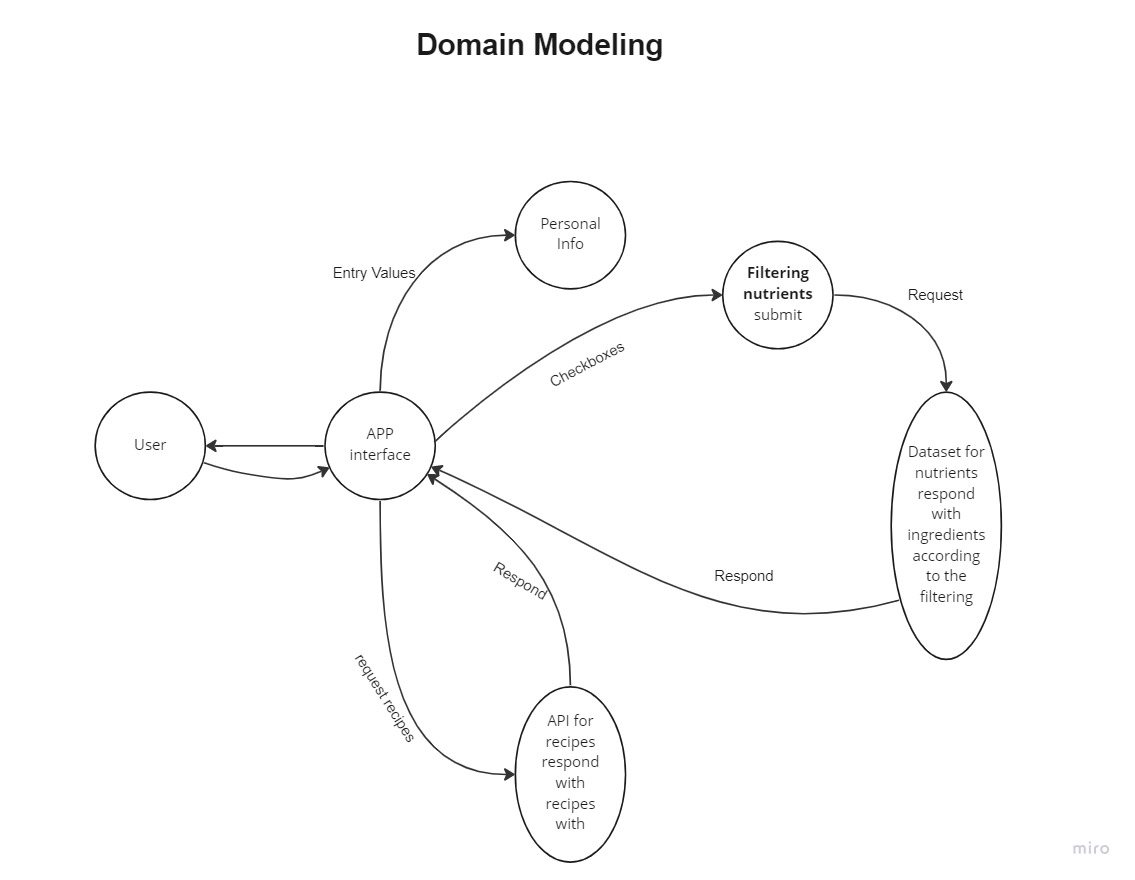 Domain Modeling
Personal
Info
Entry Values
Filtering
nutrients
submit
Request
Checkboxes
User
APP
interface
Dataset for
nutrients
respond
with
ingredients
according
to the
filtering
Respond
Respond
request recipes
API for
recipes
respond
with
recipes
with
miro